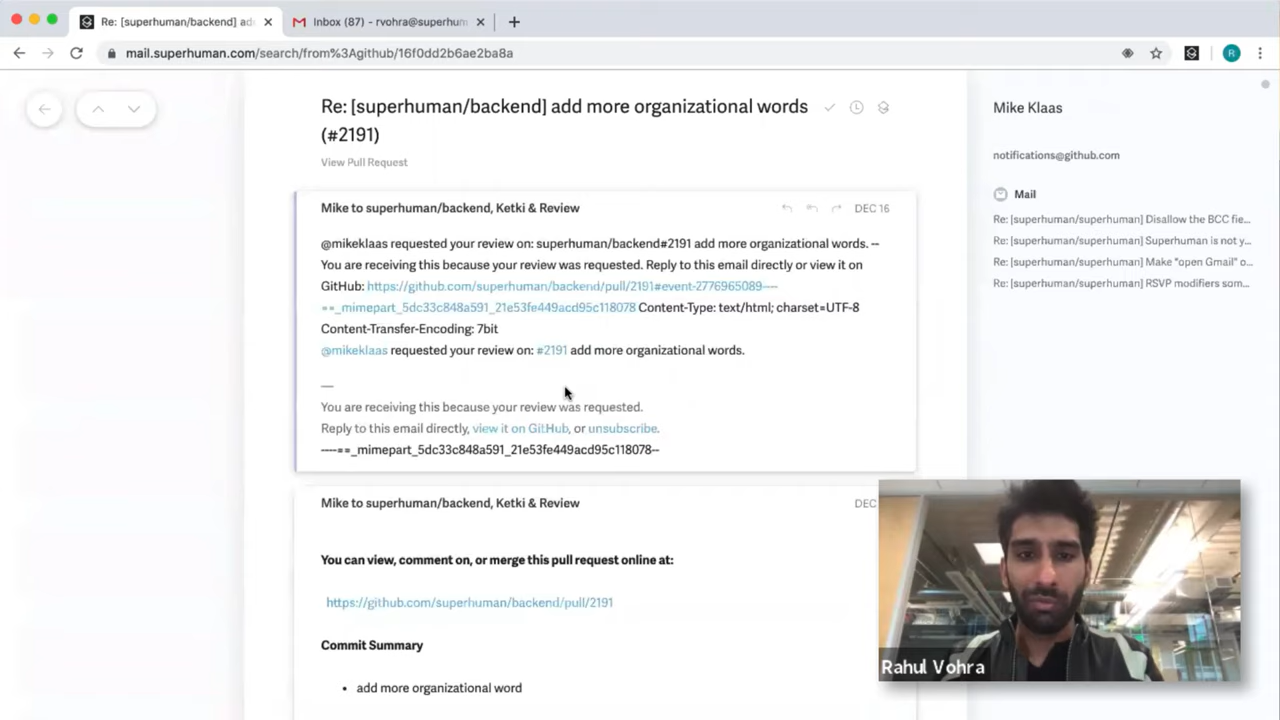 Re: [superhuman/backend] ad
Inbox (87) - rvohra@superhum
mail.superhuman.com/search/from%3Agithub/16f0dd2b6ae2ba8a
R
Re: [superhuman/backend] add more organizational words
(#2191)
View Pull Request
Mike to superhuman/backend, Ketki & Review
DEC 16
@mikeklaas requested your review on: superhuman/backend#2191 add more organizational words. --
You are receiving this because your review was requested. Reply to this email directly or view it on
GitHub: https://github.com/superhuman/backend/pull/2191#event-2776965089----
==_mimepart_5dc33c848a591_21e53fe449acd95c118078 Content-Type: text/html; charset=UTF-8
Content-Transfer-Encoding: 7bit
@mikeklaas requested your review on: #2191 add more organizational words.
—
You are receiving this because your review was requested.
Reply to this email directly, view it on GitHub, or unsubscribe.
----==_mimepart_5dc33c848a591_21e53fe449acd95c118078--
Mike to superhuman/backend, Ketki & Review
DEC
You can view, comment on, or merge this pull request online at:
https://github.com/superhuman/backend/pull/2191
Commit Summary
• add more organizational word
Mike Klaas
notifications@github.com
Mail
Re: [superhuman/superhuman] Disallow the BCC fie...
Re: [superhuman/superhuman] Superhuman is not y...
Re: [superhuman/superhuman] Make "open Gmail" o...
Re: [superhuman/superhuman] RSVP modifiers som...
Rahul Vohra